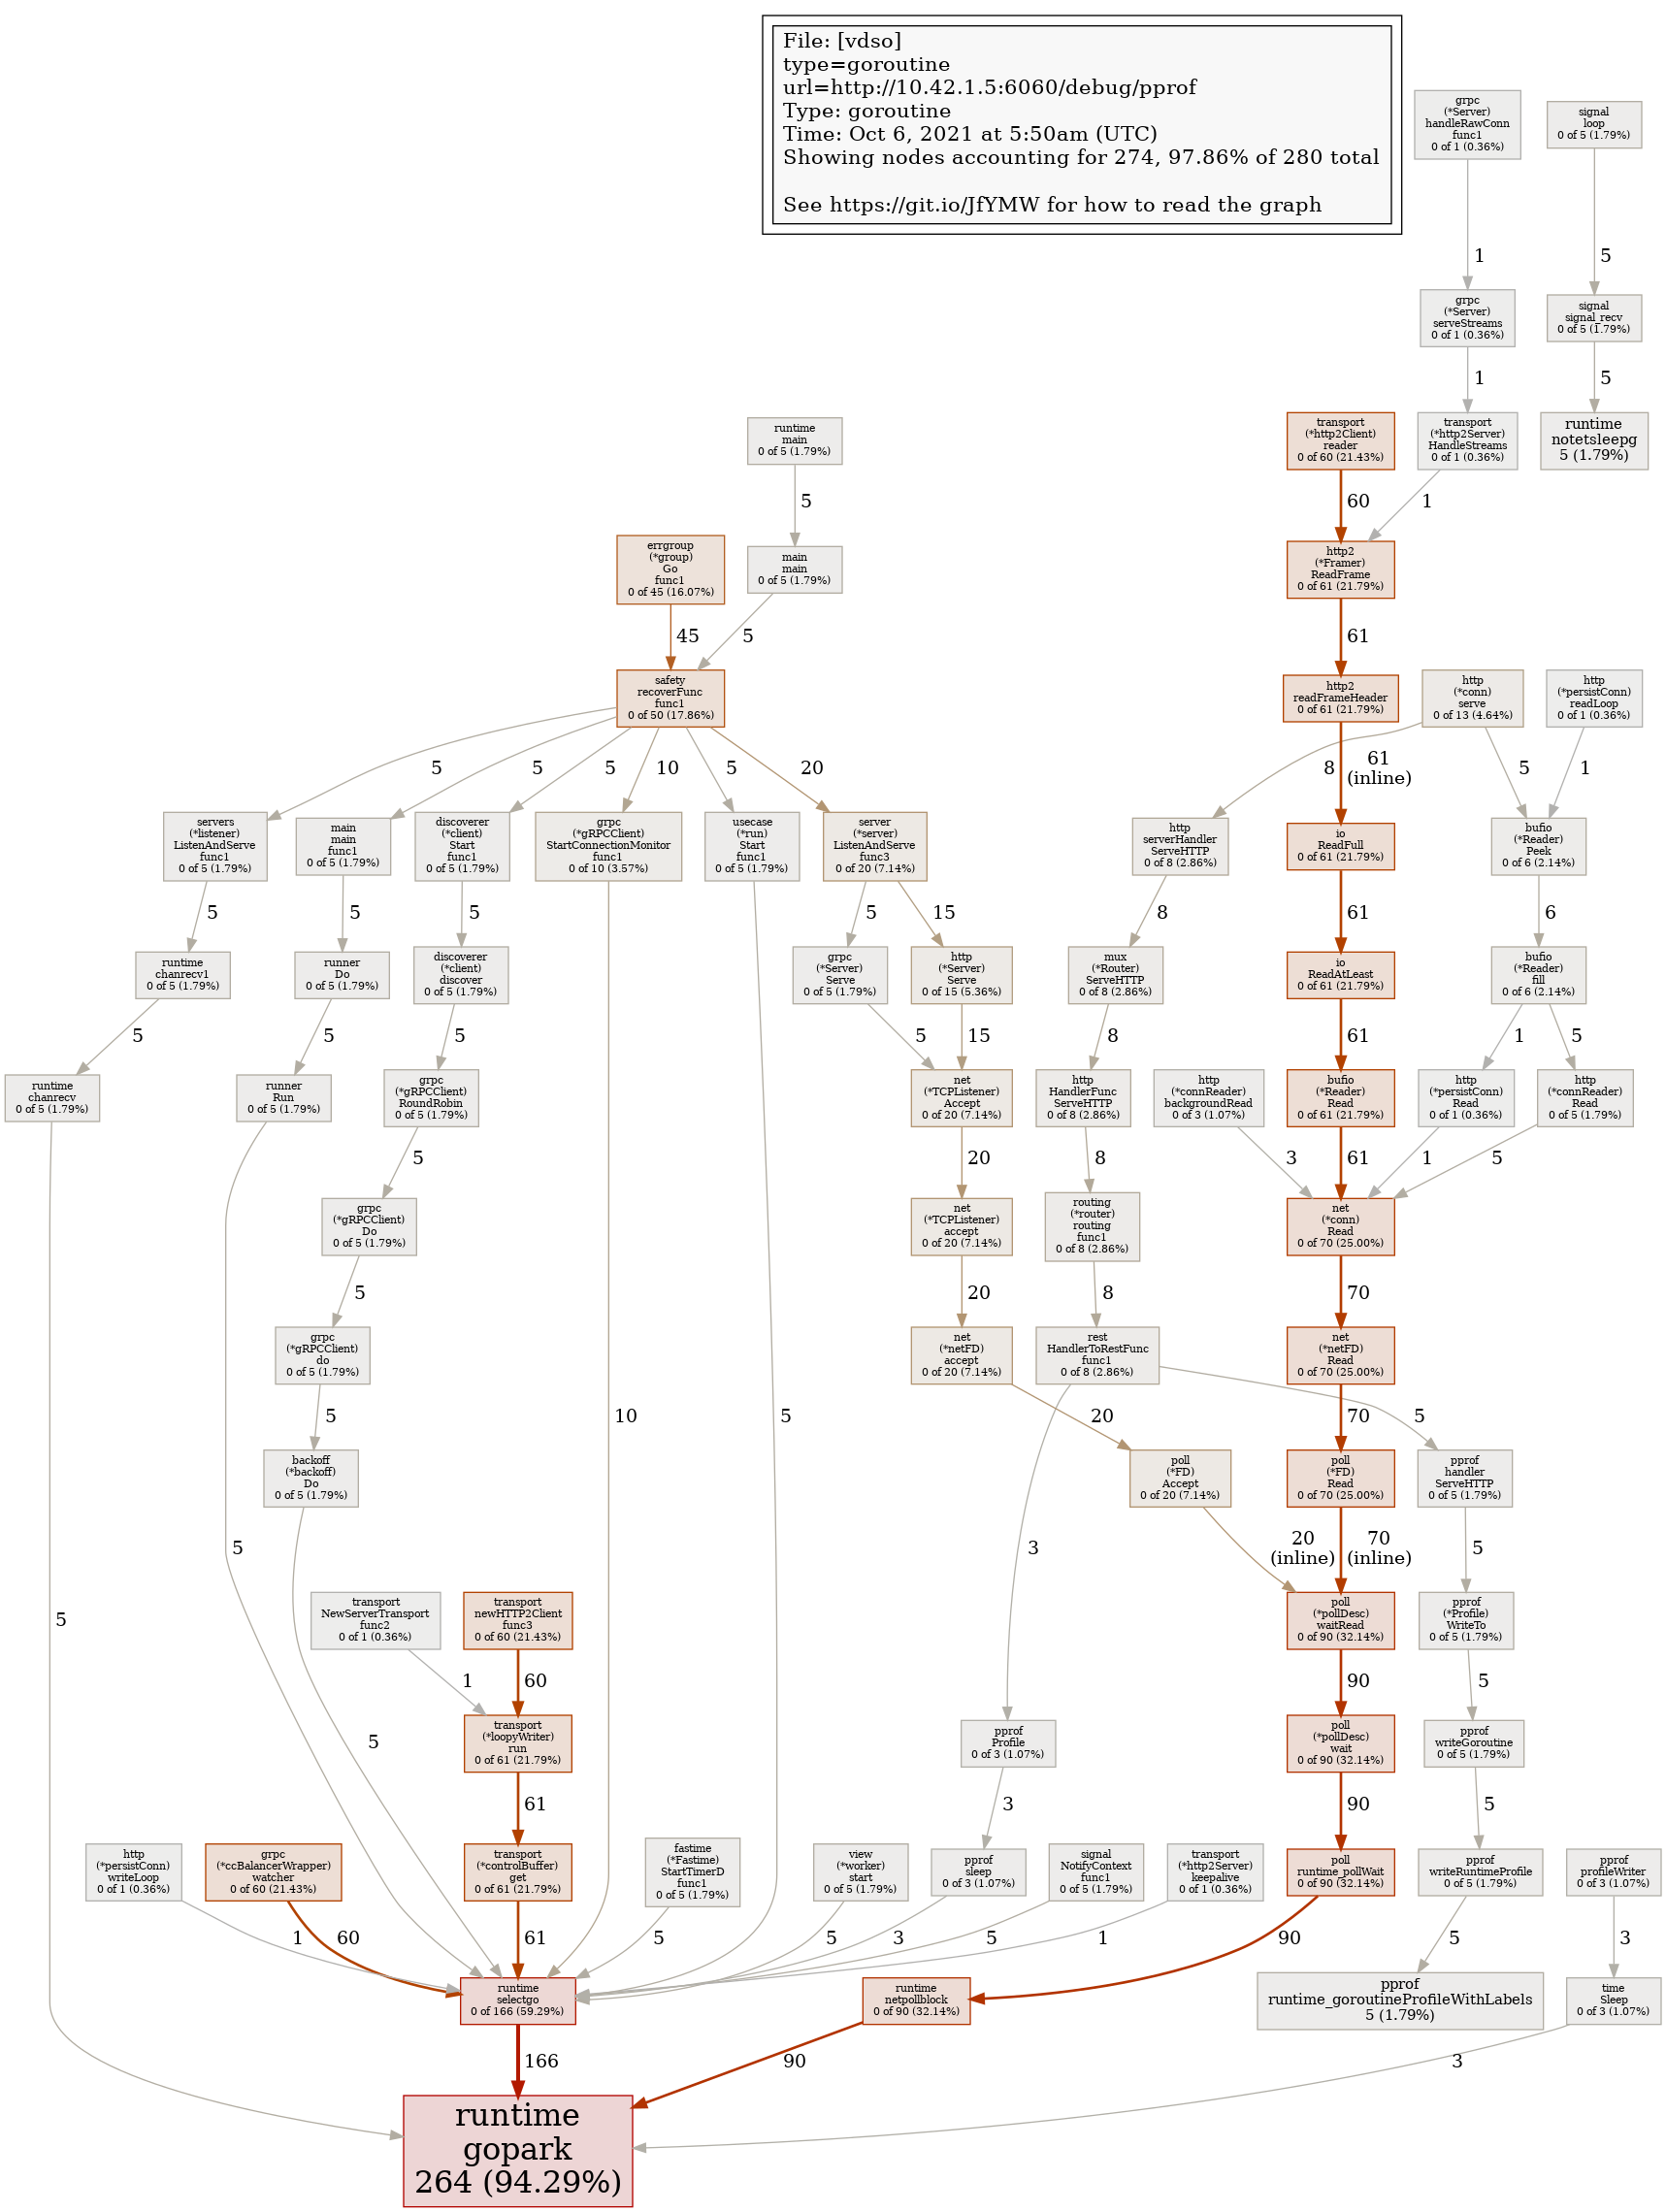 File: [vdso]
type=goroutine
url=http://10.42.1.5:6060/debug/pprof
Type: goroutine
Time: Oct 6, 2021 at 5:50am (UTC)
Showing nodes accounting for 274, 97.86% of 280 total
See https://git.io/JfYMW for how to read the graph
grpc
(*Server)
handleRawConn
func1
0 of 1 (0.36%)
signal
loop
0 of 5 (1.79%)
1
5
grpc
(*Server)
serveStreams
0 of 1 (0.36%)
signal
signal_recv
0 of 5 (1.79%)
1
5
runtime
main
0 of 5 (1.79%)
transport
(*http2Client)
reader
0 of 60 (21.43%)
transport
(*http2Server)
HandleStreams
0 of 1 (0.36%)
runtime
notetsleepg
5 (1.79%)
5
60
1
errgroup
(*group)
Go
func1
0 of 45 (16.07%)
main
main
0 of 5 (1.79%)
http2
(*Framer)
ReadFrame
0 of 61 (21.79%)
45
5
61
safety
recoverFunc
func1
0 of 50 (17.86%)
http2
readFrameHeader
0 of 61 (21.79%)
http
(*conn)
serve
0 of 13 (4.64%)
http
(*persistConn)
readLoop
0 of 1 (0.36%)
5
5
5
10
5
20
8
61
(inline)
5
1
servers
(*listener)
ListenAndServe
func1
0 of 5 (1.79%)
main
main
func1
0 of 5 (1.79%)
discoverer
(*client)
Start
func1
0 of 5 (1.79%)
grpc
(*gRPCClient)
StartConnectionMonitor
func1
0 of 10 (3.57%)
usecase
(*run)
Start
func1
0 of 5 (1.79%)
server
(*server)
ListenAndServe
func3
0 of 20 (7.14%)
http
serverHandler
ServeHTTP
0 of 8 (2.86%)
io
ReadFull
0 of 61 (21.79%)
bufio
(*Reader)
Peek
0 of 6 (2.14%)
5
5
5
5
15
8
61
6
runtime
chanrecv1
0 of 5 (1.79%)
runner
Do
0 of 5 (1.79%)
discoverer
(*client)
discover
0 of 5 (1.79%)
grpc
(*Server)
Serve
0 of 5 (1.79%)
http
(*Server)
Serve
0 of 15 (5.36%)
mux
(*Router)
ServeHTTP
0 of 8 (2.86%)
io
ReadAtLeast
0 of 61 (21.79%)
bufio
(*Reader)
fill
0 of 6 (2.14%)
5
5
5
5
15
8
61
1
5
runtime
chanrecv
0 of 5 (1.79%)
runner
Run
0 of 5 (1.79%)
grpc
(*gRPCClient)
RoundRobin
0 of 5 (1.79%)
net
(*TCPListener)
Accept
0 of 20 (7.14%)
http
HandlerFunc
ServeHTTP
0 of 8 (2.86%)
http
(*connReader)
backgroundRead
0 of 3 (1.07%)
bufio
(*Reader)
Read
0 of 61 (21.79%)
http
(*persistConn)
Read
0 of 1 (0.36%)
http
(*connReader)
Read
0 of 5 (1.79%)
5
20
8
3
61
1
5
grpc
(*gRPCClient)
Do
0 of 5 (1.79%)
net
(*TCPListener)
accept
0 of 20 (7.14%)
routing
(*router)
routing
func1
0 of 8 (2.86%)
net
(*conn)
Read
0 of 70 (25.00%)
5
20
8
70
grpc
(*gRPCClient)
do
0 of 5 (1.79%)
net
(*netFD)
accept
0 of 20 (7.14%)
rest
HandlerToRestFunc
func1
0 of 8 (2.86%)
net
(*netFD)
Read
0 of 70 (25.00%)
5
10
5
20
70
5
backoff
(*backoff)
Do
0 of 5 (1.79%)
poll
(*FD)
Accept
0 of 20 (7.14%)
poll
(*FD)
Read
0 of 70 (25.00%)
pprof
handler
ServeHTTP
0 of 5 (1.79%)
5
3
20
(inline)
70
(inline)
5
5
transport
NewServerTransport
func2
0 of 1 (0.36%)
transport
newHTTP2Client
func3
0 of 60 (21.43%)
poll
(*pollDesc)
waitRead
0 of 90 (32.14%)
pprof
(*Profile)
WriteTo
0 of 5 (1.79%)
1
60
90
5
transport
(*loopyWriter)
run
0 of 61 (21.79%)
pprof
Profile
0 of 3 (1.07%)
poll
(*pollDesc)
wait
0 of 90 (32.14%)
pprof
writeGoroutine
0 of 5 (1.79%)
5
61
3
90
5
http
(*persistConn)
writeLoop
0 of 1 (0.36%)
grpc
(*ccBalancerWrapper)
watcher
0 of 60 (21.43%)
transport
(*controlBuffer)
get
0 of 61 (21.79%)
fastime
(*Fastime)
StartTimerD
func1
0 of 5 (1.79%)
view
(*worker)
start
0 of 5 (1.79%)
pprof
sleep
0 of 3 (1.07%)
signal
NotifyContext
func1
0 of 5 (1.79%)
transport
(*http2Server)
keepalive
0 of 1 (0.36%)
poll
runtime_pollWait
0 of 90 (32.14%)
pprof
writeRuntimeProfile
0 of 5 (1.79%)
pprof
profileWriter
0 of 3 (1.07%)
1
60
61
5
5
3
5
1
90
5
3
runtime
selectgo
0 of 166 (59.29%)
runtime
netpollblock
0 of 90 (32.14%)
pprof
runtime_goroutineProfileWithLabels
5 (1.79%)
time
Sleep
0 of 3 (1.07%)
166
90
3
runtime
gopark
264 (94.29%)